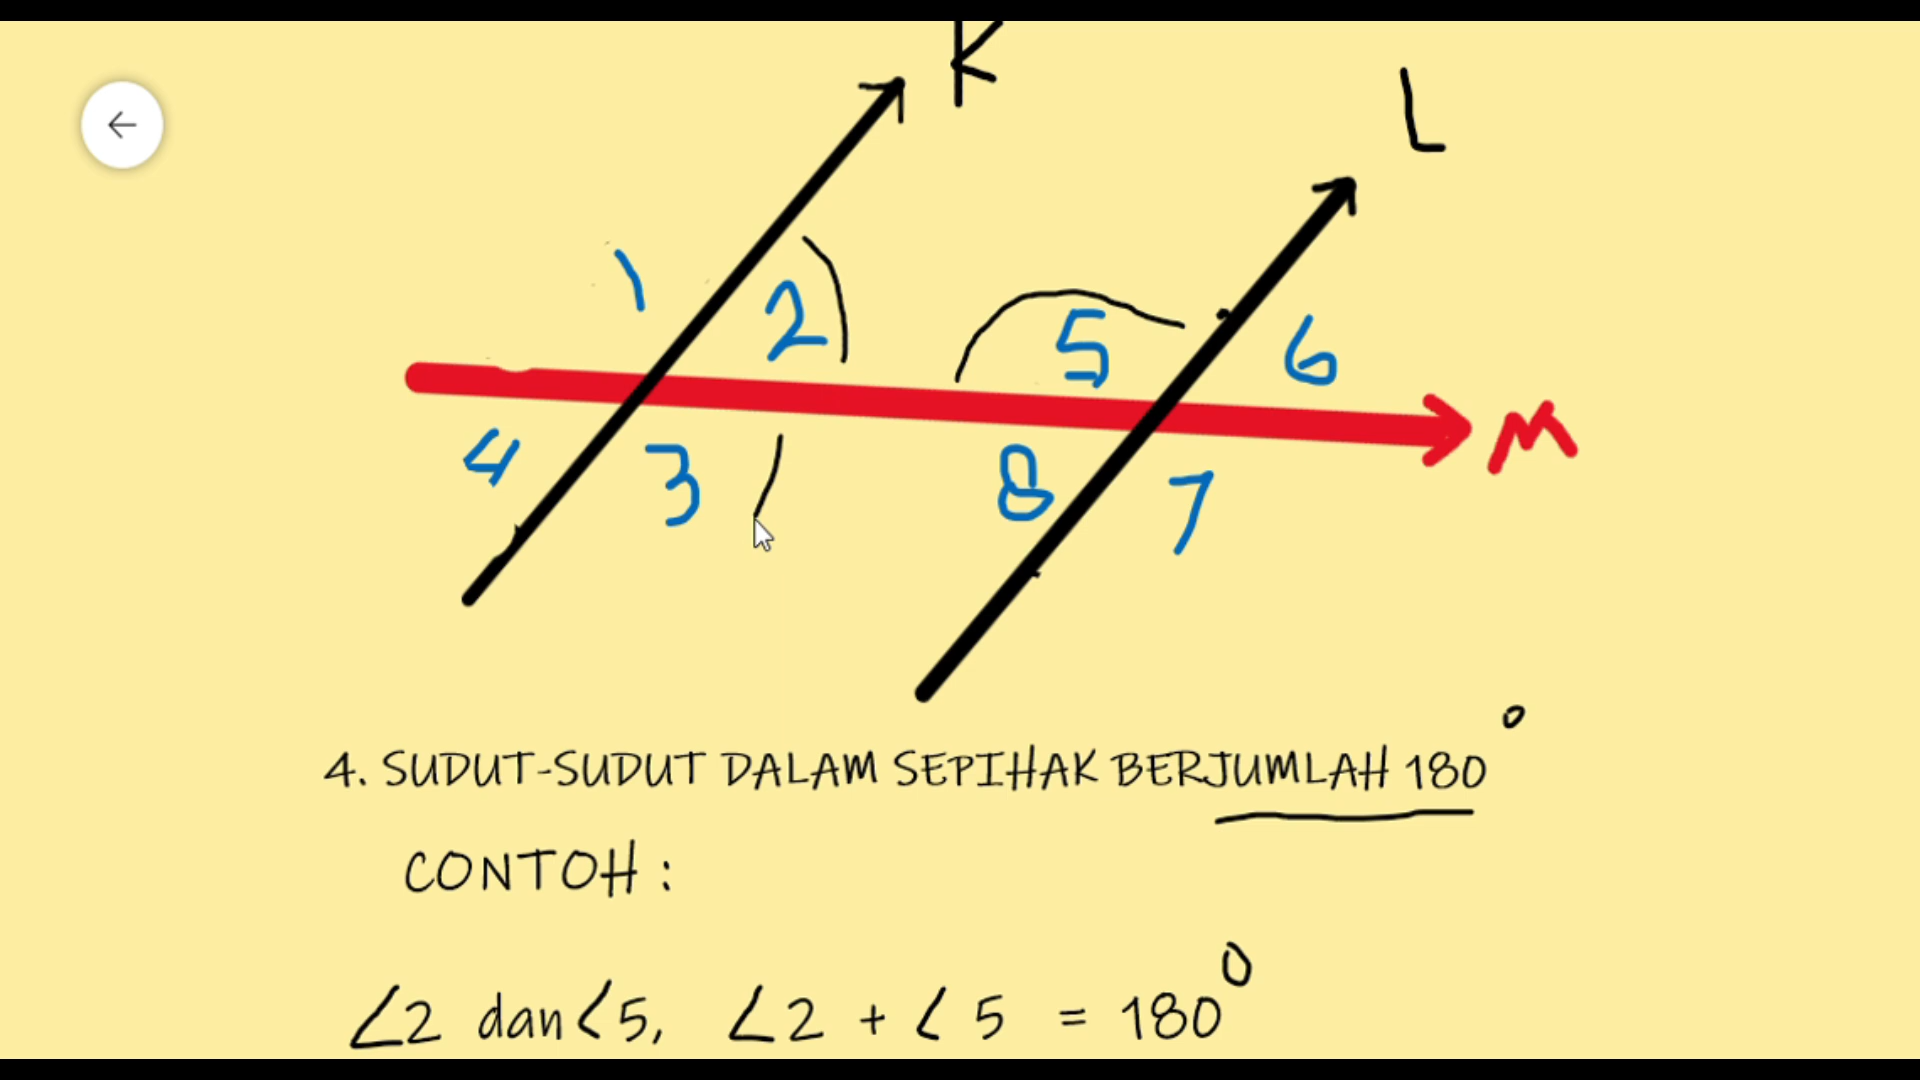 K
L
1
2
5
6
M
4
3
8
7
4. SUDUT-SUDUT DALAM SEPIHAK BERJUMLAH 180°
CONTOH :
∠2 dan ∠5, ∠2 + ∠5 = 180°